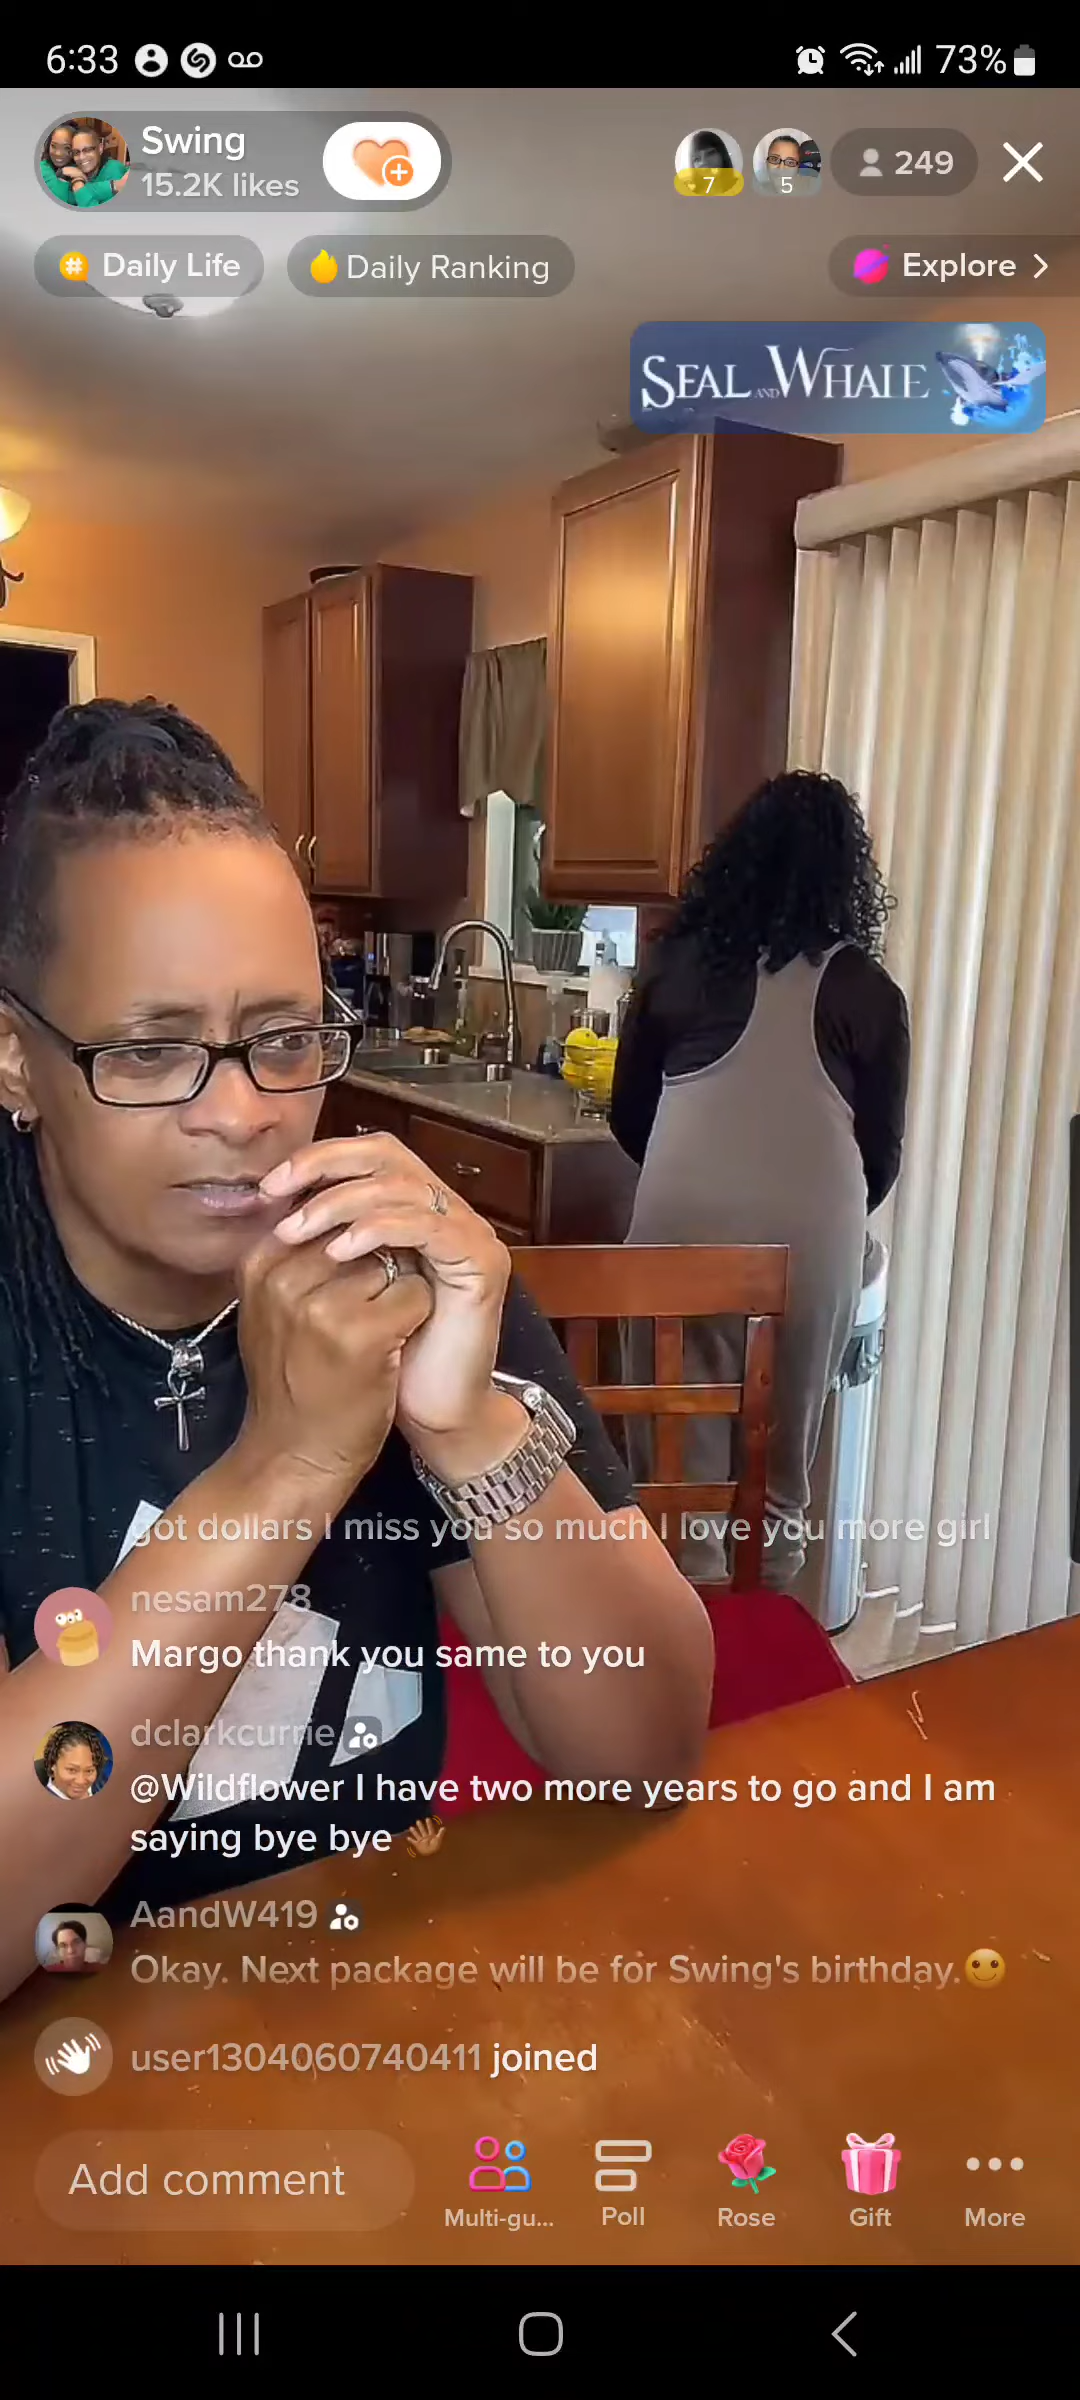 6:33
73%
Swing
15.2K likes
7
5
249
Daily Life
Daily Ranking
Explore
SEAL AND WHALE
got dollars I miss you so much I love you more girl
nesam278
Margo thank you same to you
dclarkcurrie
@Wildflower I have two more years to go and I am
saying bye bye 👋🏾
AandW419
Okay. Next package will be for Swing's birthday.🙂
user1304060740411 joined
Add comment
Multi-gu...
Poll
Rose
Gift
More